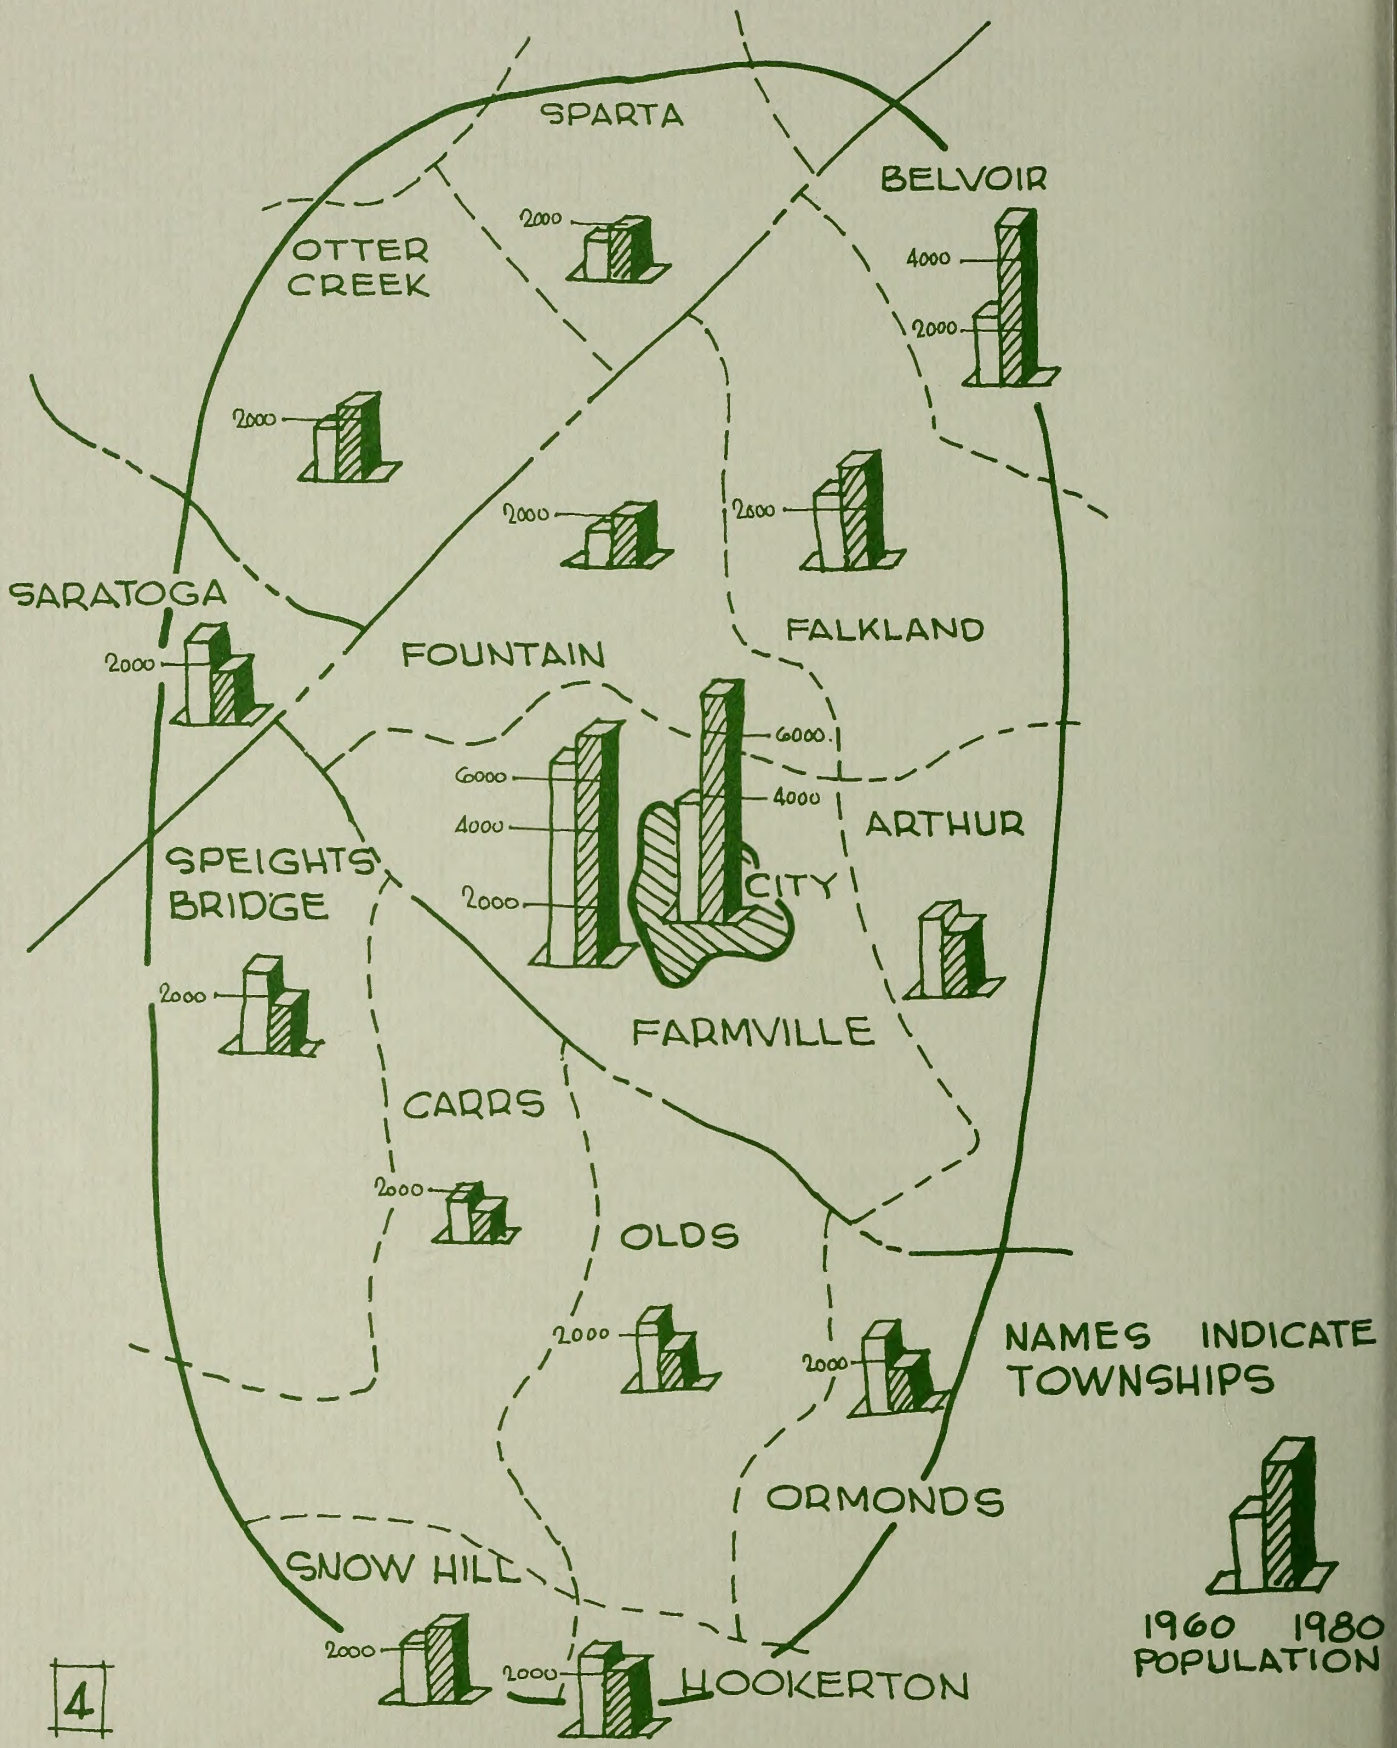 SPARTA
BELVOIR
2000
OTTER
CREEK
4000
2000
2000
2000
2000
SARATOGA
2000
FOUNTAIN
FALKLAND
6000
6000.
4000
4000
ARTHUR
SPEIGHTS
BRIDGE
2000
CITY
2000
FARMVILLE
CARRS
2000
OLDS
2000
2000
NAMES INDICATE
TOWNSHIPS
ORMONDS
SNOW HILL
2000
2000
HOOKERTON
1960 1980
POPULATION
4